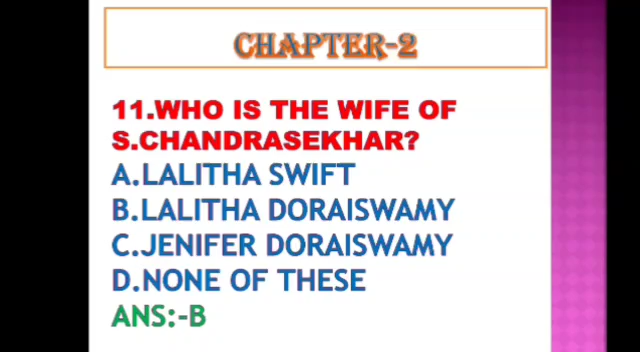 CHAPTER-2
11.WHO IS THE WIFE OF
S.CHANDRASEKHAR?
A.LALITHA SWIFT
B.LALITHA DORAISWAMY
C.JENIFER DORAISWAMY
D.NONE OF THESE
ANS:-B